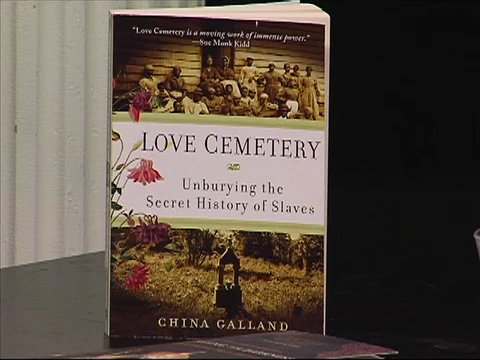 "Love Cemetery is a moving work of immense power."
—Sue Monk Kidd
LOVE CEMETERY
Unburying the
Secret History of Slaves
CHINA GALLAND